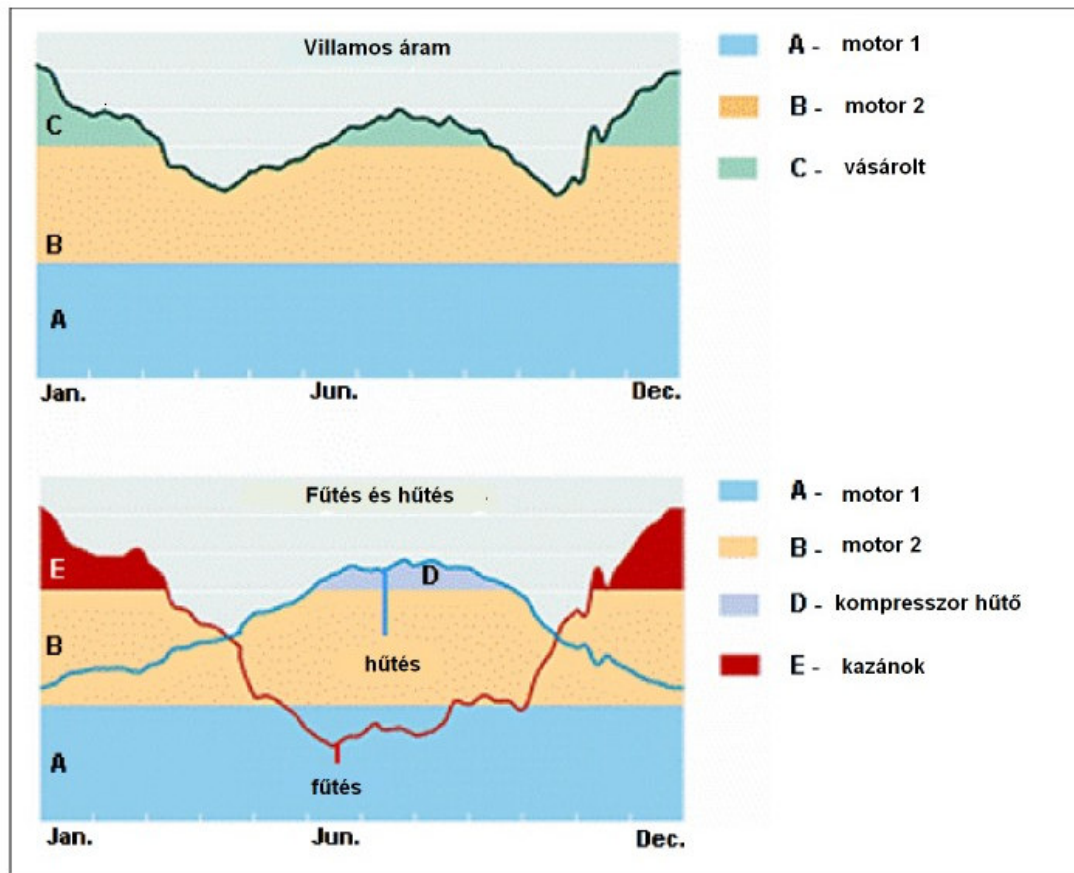 Villamos áram
A - motor 1
B - motor 2
C - vásárolt
C
B
A
Jan. Jun. Dec.
Fűtés és hűtés
A - motor 1
B - motor 2
D - kompresszor hűtő
E - kazánok
E
D
B
hűtés
A
fűtés
Jan. Jun. Dec.